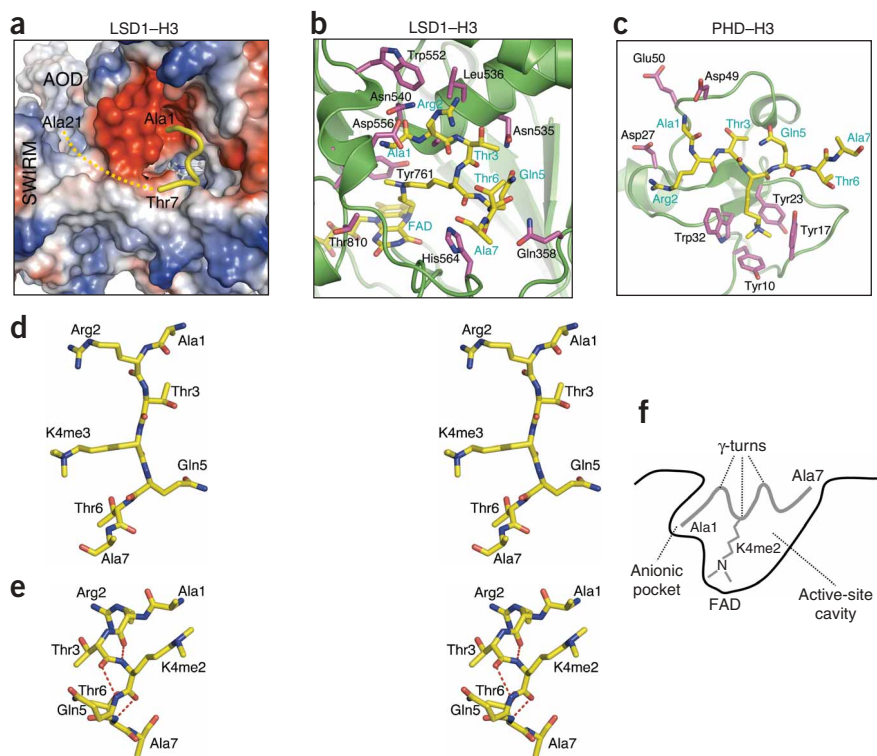 a
LSD1–H3
AOD
Ala21
Ala1
SWIRM
Thr7
b
LSD1–H3
Trp552
Leu536
Asn540
Arg2
Asp556
Asn535
Ala1
Thr3
Tyr761
Thr6
Gln5
FAD
Thr810
Ala7
His564
Gln358
c
PHD–H3
Glu50
Asp49
Ala1
Thr3
Gln5
Ala7
Asp27
Arg2
Thr6
Tyr23
Trp32
Tyr17
Tyr10
d
Arg2
Ala1
Thr3
K4me3
Gln5
Thr6
Ala7
Arg2
Ala1
Thr3
K4me3
Gln5
Thr6
Ala7
e
Arg2
Ala1
Thr3
K4me2
Thr6
Gln5
Ala7
Arg2
Ala1
Thr3
K4me2
Thr6
Gln5
Ala7
f
γ-turns
Ala7
Ala1
K4me2
N
Anionic
pocket
FAD
Active-site
cavity